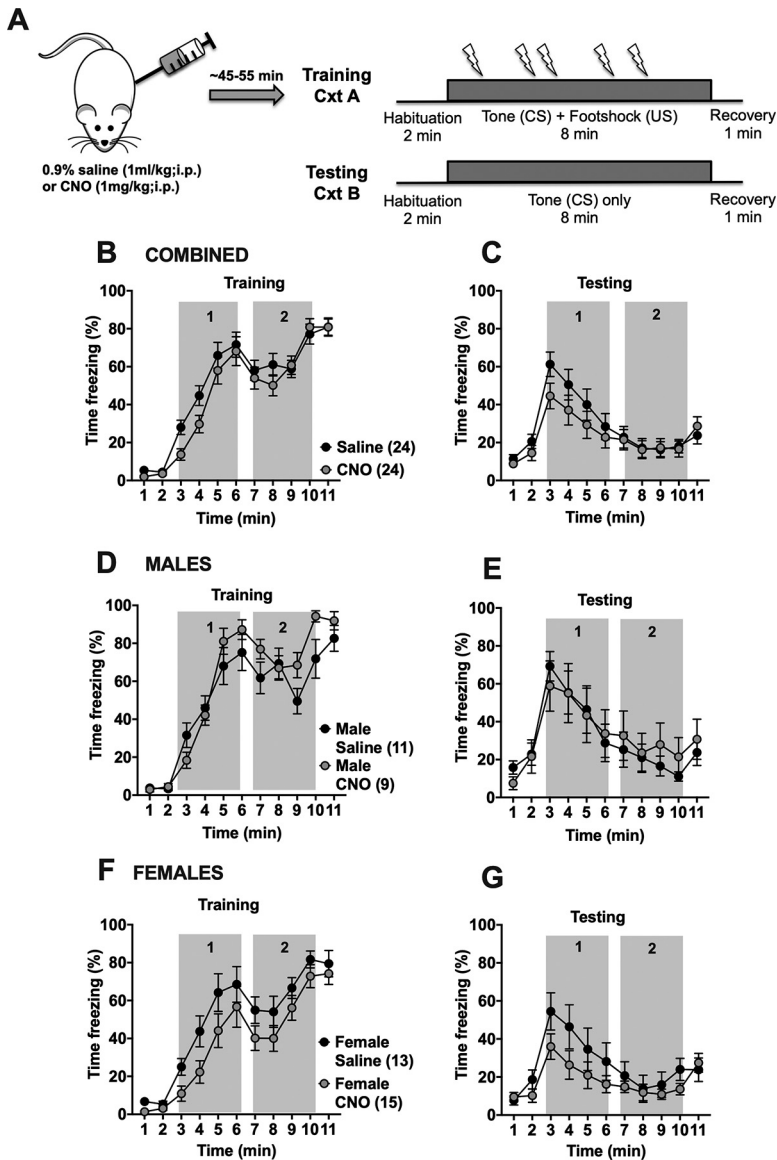 A
~45-55 min
Training
Cxt A
Habituation
2 min
Tone (CS) + Footshock (US)
8 min
Recovery
1 min
0.9% saline (1ml/kg;i.p.)
or CNO (1mg/kg;i.p.)
Testing
Cxt B
Habituation
2 min
Tone (CS) only
8 min
Recovery
1 min
B COMBINED
Training
Time freezing (%)
100
80
60
40
20
0
1 2
Saline (24)
CNO (24)
1 2 3 4 5 6 7 8 9 10 11
Time (min)
C
Testing
Time freezing (%)
100
80
60
40
20
0
1 2
1 2 3 4 5 6 7 8 9 10 11
Time (min)
D MALES
Training
Time freezing (%)
100
80
60
40
20
0
1 2
Male
Saline (11)
Male
CNO (9)
1 2 3 4 5 6 7 8 9 10 11
Time (min)
E
Testing
Time freezing (%)
100
80
60
40
20
0
1 2
1 2 3 4 5 6 7 8 9 10 11
Time (min)
F FEMALES
Training
Time freezing (%)
100
80
60
40
20
0
1 2
Female
Saline (13)
Female
CNO (15)
1 2 3 4 5 6 7 8 9 10 11
Time (min)
G
Testing
Time freezing (%)
100
80
60
40
20
0
1 2
1 2 3 4 5 6 7 8 9 10 11
Time (min)